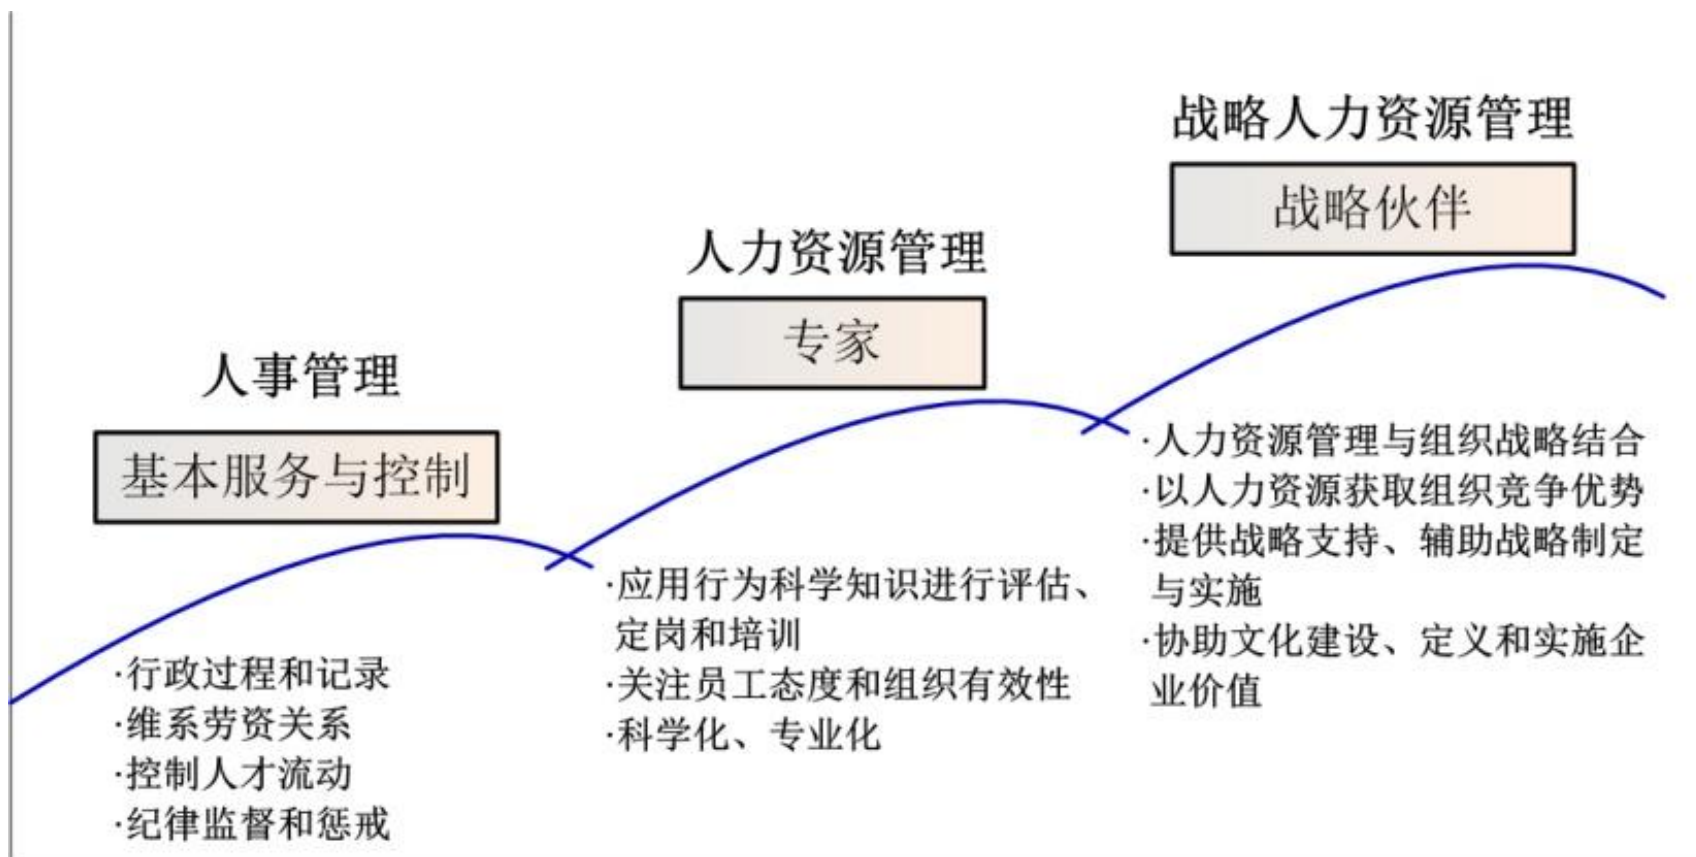 战略人力资源管理
战略伙伴
人力资源管理
专家
人事管理
基本服务与控制
·行政过程和记录
·维系劳资关系
·控制人才流动
·纪律监督和惩戒
·应用行为科学知识进行评估、
定岗和培训
·关注员工态度和组织有效性
·科学化、专业化
·人力资源管理与组织战略结合
·以人力资源获取组织竞争优势
·提供战略支持、辅助战略制定
与实施
·协助文化建设、定义和实施企
业价值